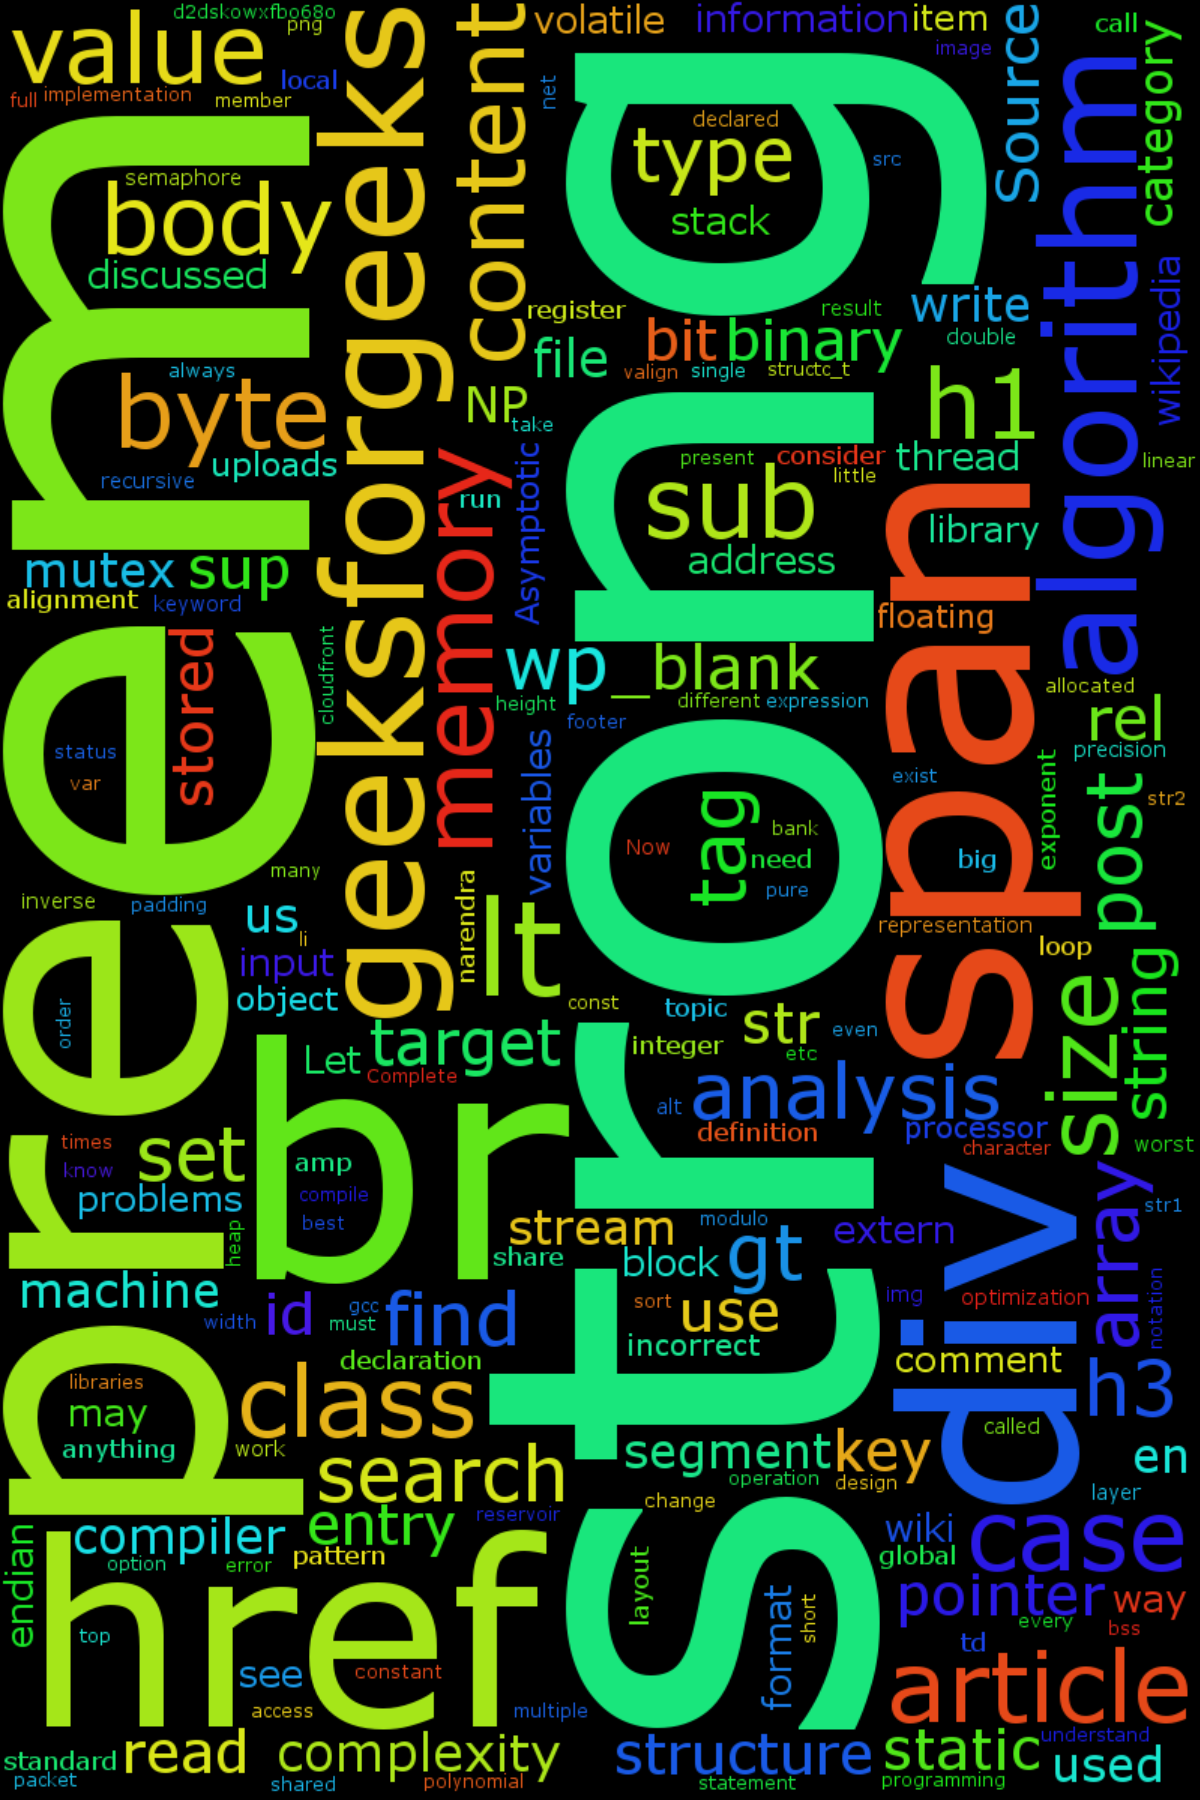 d2dskowxfbo68o
png
value
local
full
implementation
member
geeksforgeeks
content
volatile
information
item
image
call
net
Source
category
em
semaphore
body
discussed
strong
declared
type
src
stack
algorithm
wikipedia
register
result
write
double
file
bit
binary
valign
single
structc_t
always
byte
uploads
recursive
NP
take
h1
memory
run
Asymptotic
present
consider
little
thread
linear
sub
address
span
library
mutex
sup
alignment
keyword
floating
stored
cloudfront
wp
_blank
height
different
expression
footer
allocated
rel
precision
status
var
variables
exist
exponent
post
str2
tag
Now
bank
need
pure
big
many
inverse
padding
us
li
input
object
narendra
lt
representation
loop
string
size
pre
order
const
topic
str
even
integer
etc
Let
target
Complete
br
alt
analysis
definition
processor
character
worst
times
know
set
problems
amp
compile
best
heap
stream
share
modulo
block
gt
extern
div
array
str1
notation
machine
width
id
gcc
must
find
sort
use
incorrect
img
optimization
declaration
comment
h3
libraries
may
anything
class
work
called
segment
key
operation
design
en
layer
search
change
compiler
entry
reservoir
option
error
pattern
wiki
global
case
endian
href
layout
format
short
pointer
way
every
bss
td
top
see
constant
access
multiple
article
standard
read
complexity
structure
static
understand
used
packet
shared
polynomial
statement
programming